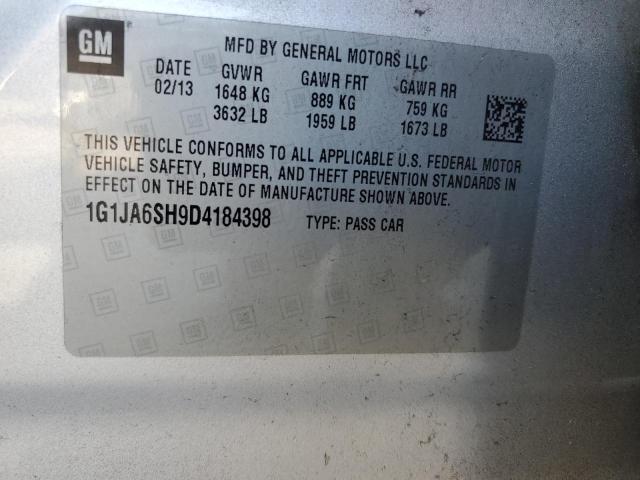 GM
MFD BY GENERAL MOTORS LLC
DATE GVWR GAWR FRT GAWR RR
02/13 1648 KG 889 KG 759 KG
3632 LB 1959 LB 1673 LB
THIS VEHICLE CONFORMS TO ALL APPLICABLE U.S. FEDERAL MOTOR
VEHICLE SAFETY, BUMPER, AND THEFT PREVENTION STANDARDS IN
EFFECT ON THE DATE OF MANUFACTURE SHOWN ABOVE.
1G1JA6SH9D4184398 TYPE: PASS CAR